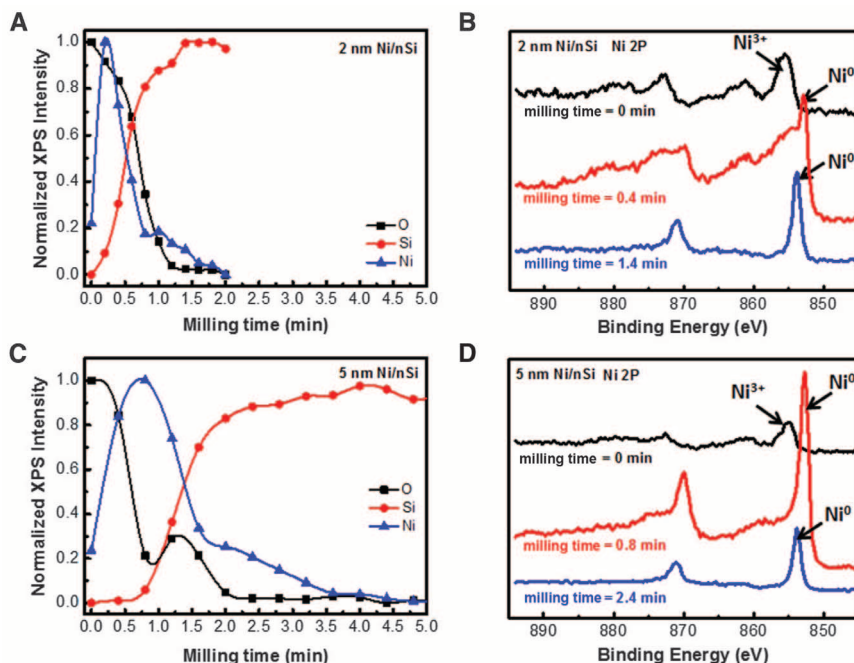 A
Normalized XPS Intensity
1.0
0.8
0.6
0.4
0.2
0.0
2 nm Ni/nSi
O
Si
Ni
0.0 0.5 1.0 1.5 2.0 2.5 3.0 3.5 4.0 4.5 5.0
Milling time (min)
B
2 nm Ni/nSi Ni 2P
Ni3+
Ni0
milling time = 0 min
Ni0
milling time = 0.4 min
milling time = 1.4 min
890 880 870 860 850
Binding Energy (eV)
C
Normalized XPS Intensity
1.0
0.8
0.6
0.4
0.2
0.0
5 nm Ni/nSi
O
Si
Ni
0.0 0.5 1.0 1.5 2.0 2.5 3.0 3.5 4.0 4.5 5.0
Milling time (min)
D
5 nm Ni/nSi Ni 2P
Ni0
Ni3+
milling time = 0 min
Ni0
milling time = 0.8 min
milling time = 2.4 min
890 880 870 860 850
Binding Energy (eV)